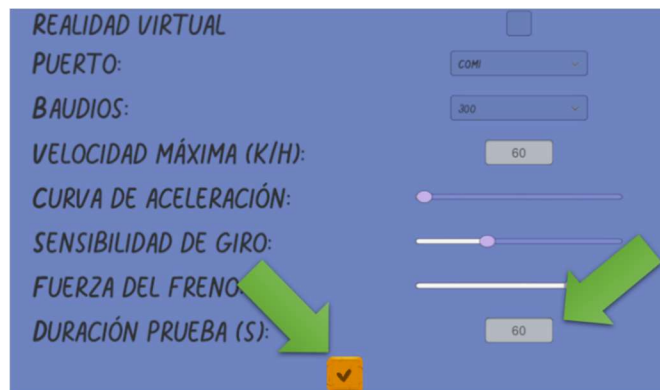 REALIDAD VIRTUAL
PUERTO: COM1
BAUDIOS: 300
VELOCIDAD MÁXIMA (K/H): 60
CURVA DE ACELERACIÓN:
SENSIBILIDAD DE GIRO:
FUERZA DEL FRENO:
DURACIÓN PRUEBA (S): 60